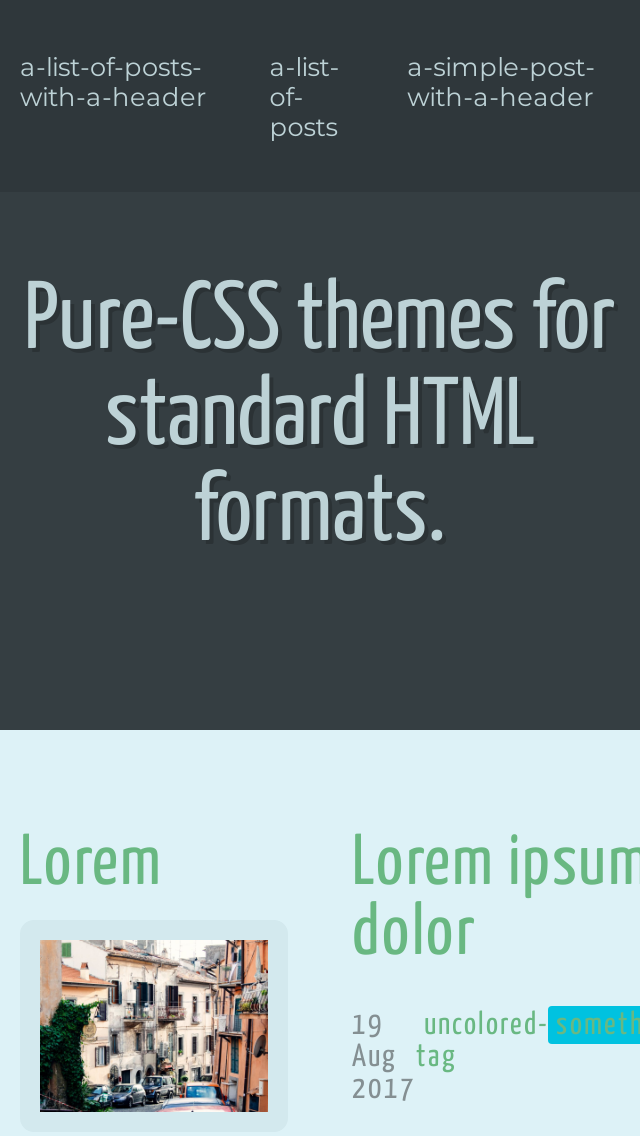 a-list-of-posts-
with-a-header
a-list-
of-
posts
a-simple-post-
with-a-header
Pure-CSS themes for
standard HTML
formats.
Lorem
Lorem ipsum
dolor
19
Aug
2017
uncolored-
tag
someth